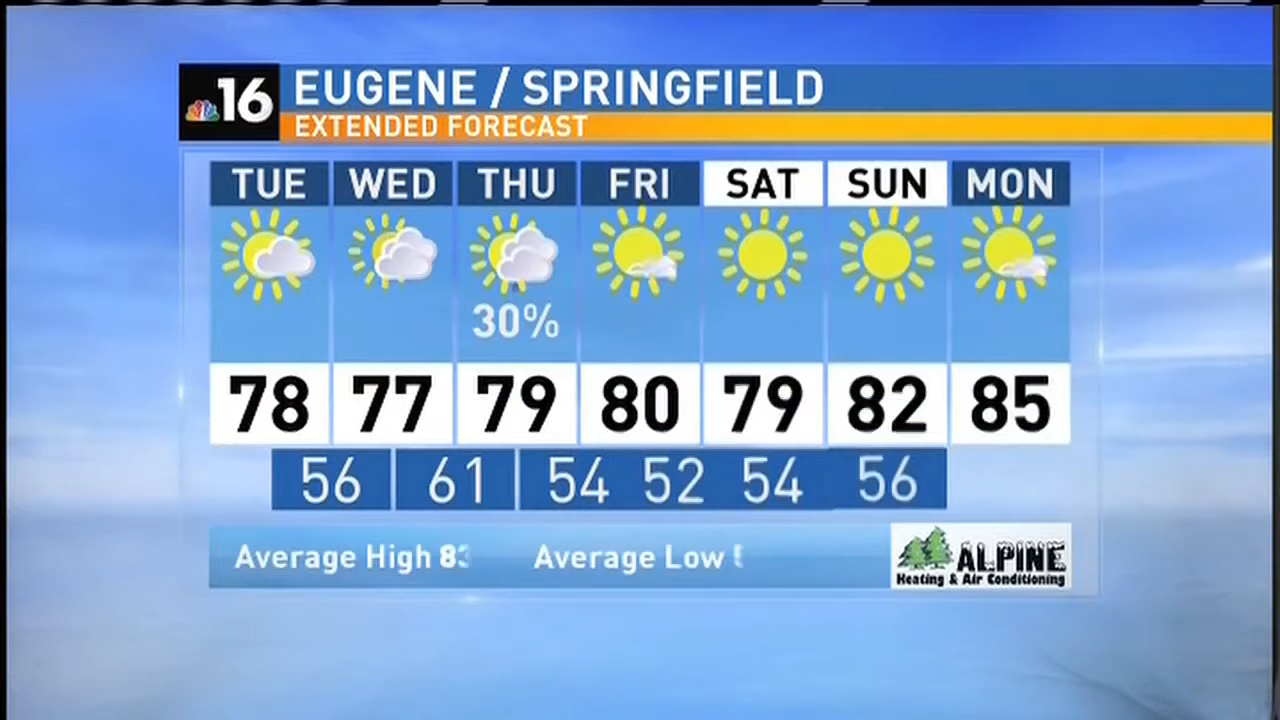 16
EUGENE / SPRINGFIELD
EXTENDED FORECAST
TUE WED THU FRI SAT SUN MON
30%
78 77 79 80 79 82 85
56 61 54 52 54 56
Average High 83 Average Low
ALPINE
Heating & Air Conditioning